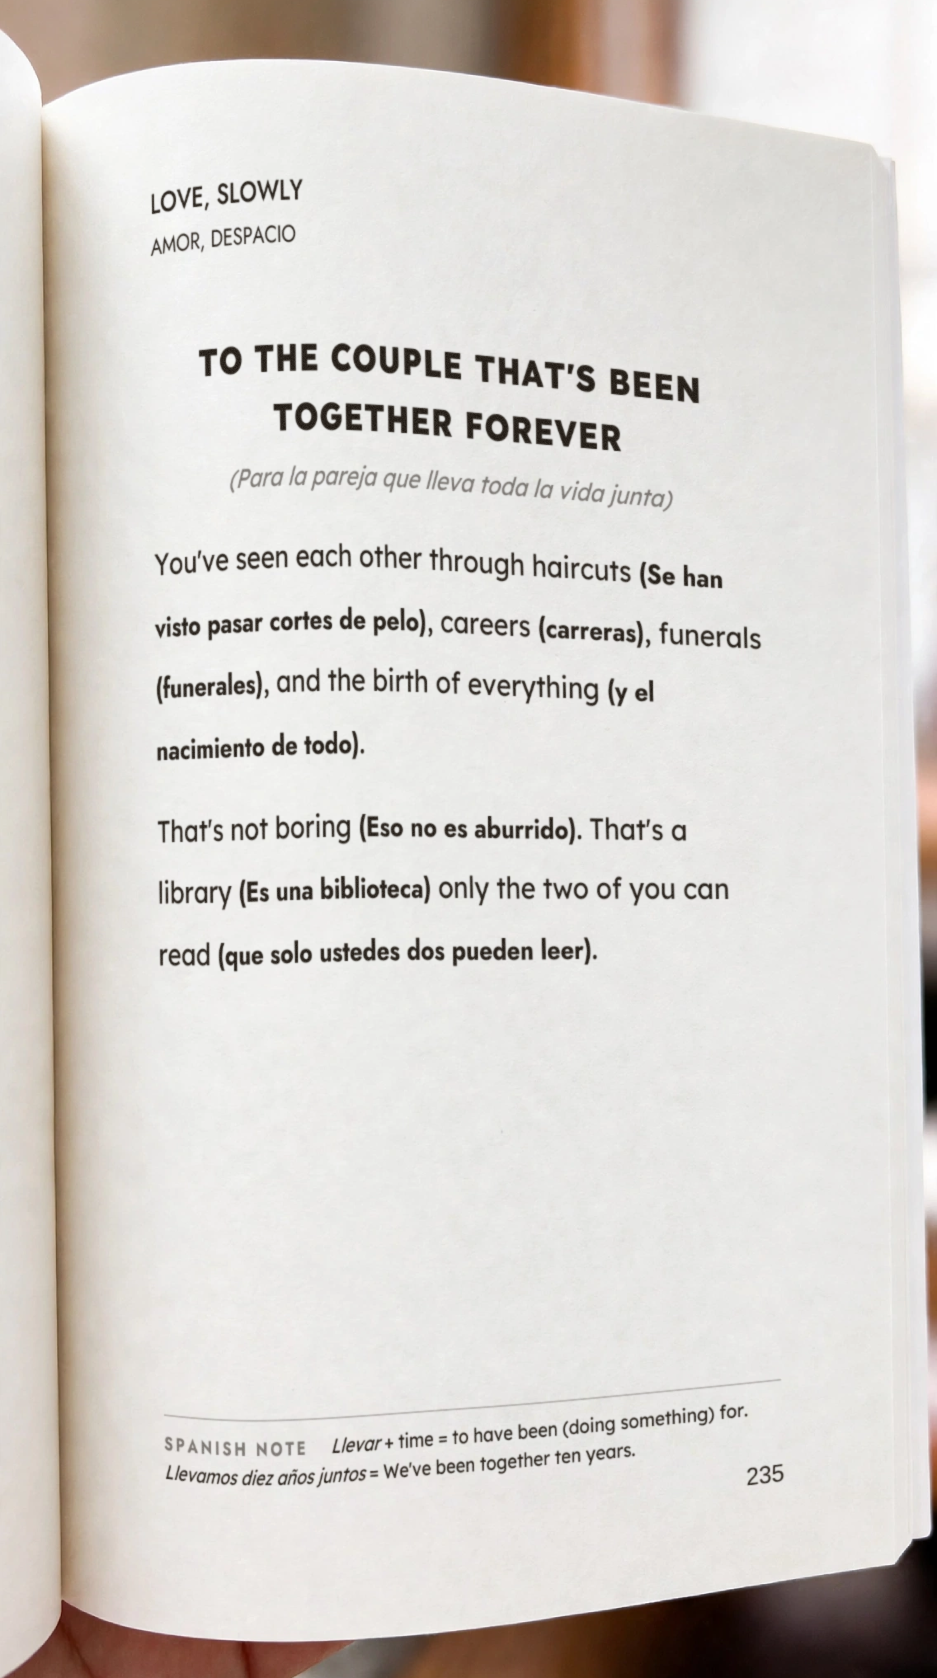 LOVE, SLOWLY
AMOR, DESPACIO
TO THE COUPLE THAT'S BEEN
TOGETHER FOREVER
(Para la pareja que lleva toda la vida junta)
You've seen each other through haircuts (Se han
visto pasar cortes de pelo), careers (carreras), funerals
(funerales), and the birth of everything (y el
nacimiento de todo).
That's not boring (Eso no es aburrido). That's a
library (Es una biblioteca) only the two of you can
read (que solo ustedes dos pueden leer).
SPANISH NOTE Llevar + time = to have been (doing something) for.
Llevamos diez años juntos = We've been together ten years.
235